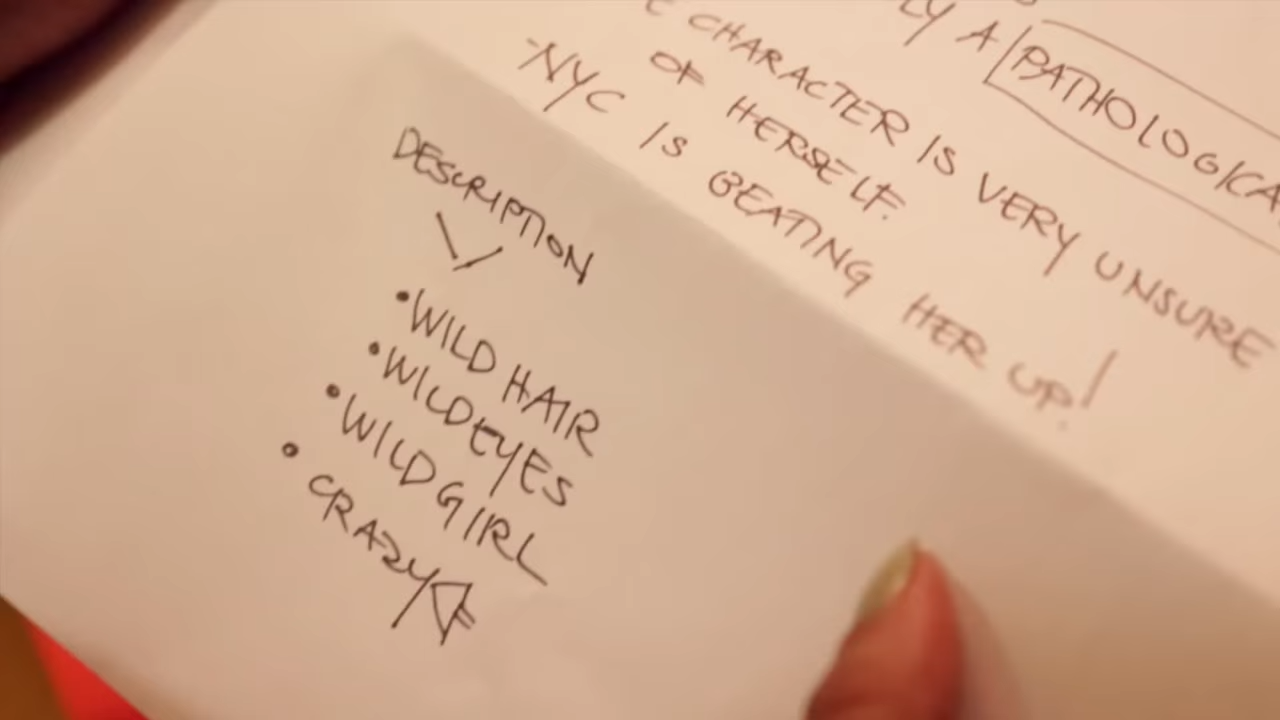 LY A PATHOLOGICA
CHARACTER IS VERY UNSURE
OF HERSELF.
-NYC IS BEATING HER UP!
DESCRIPTION
• WILD HAIR
• WILD EYES
• WILD GIRL
• CRAZY